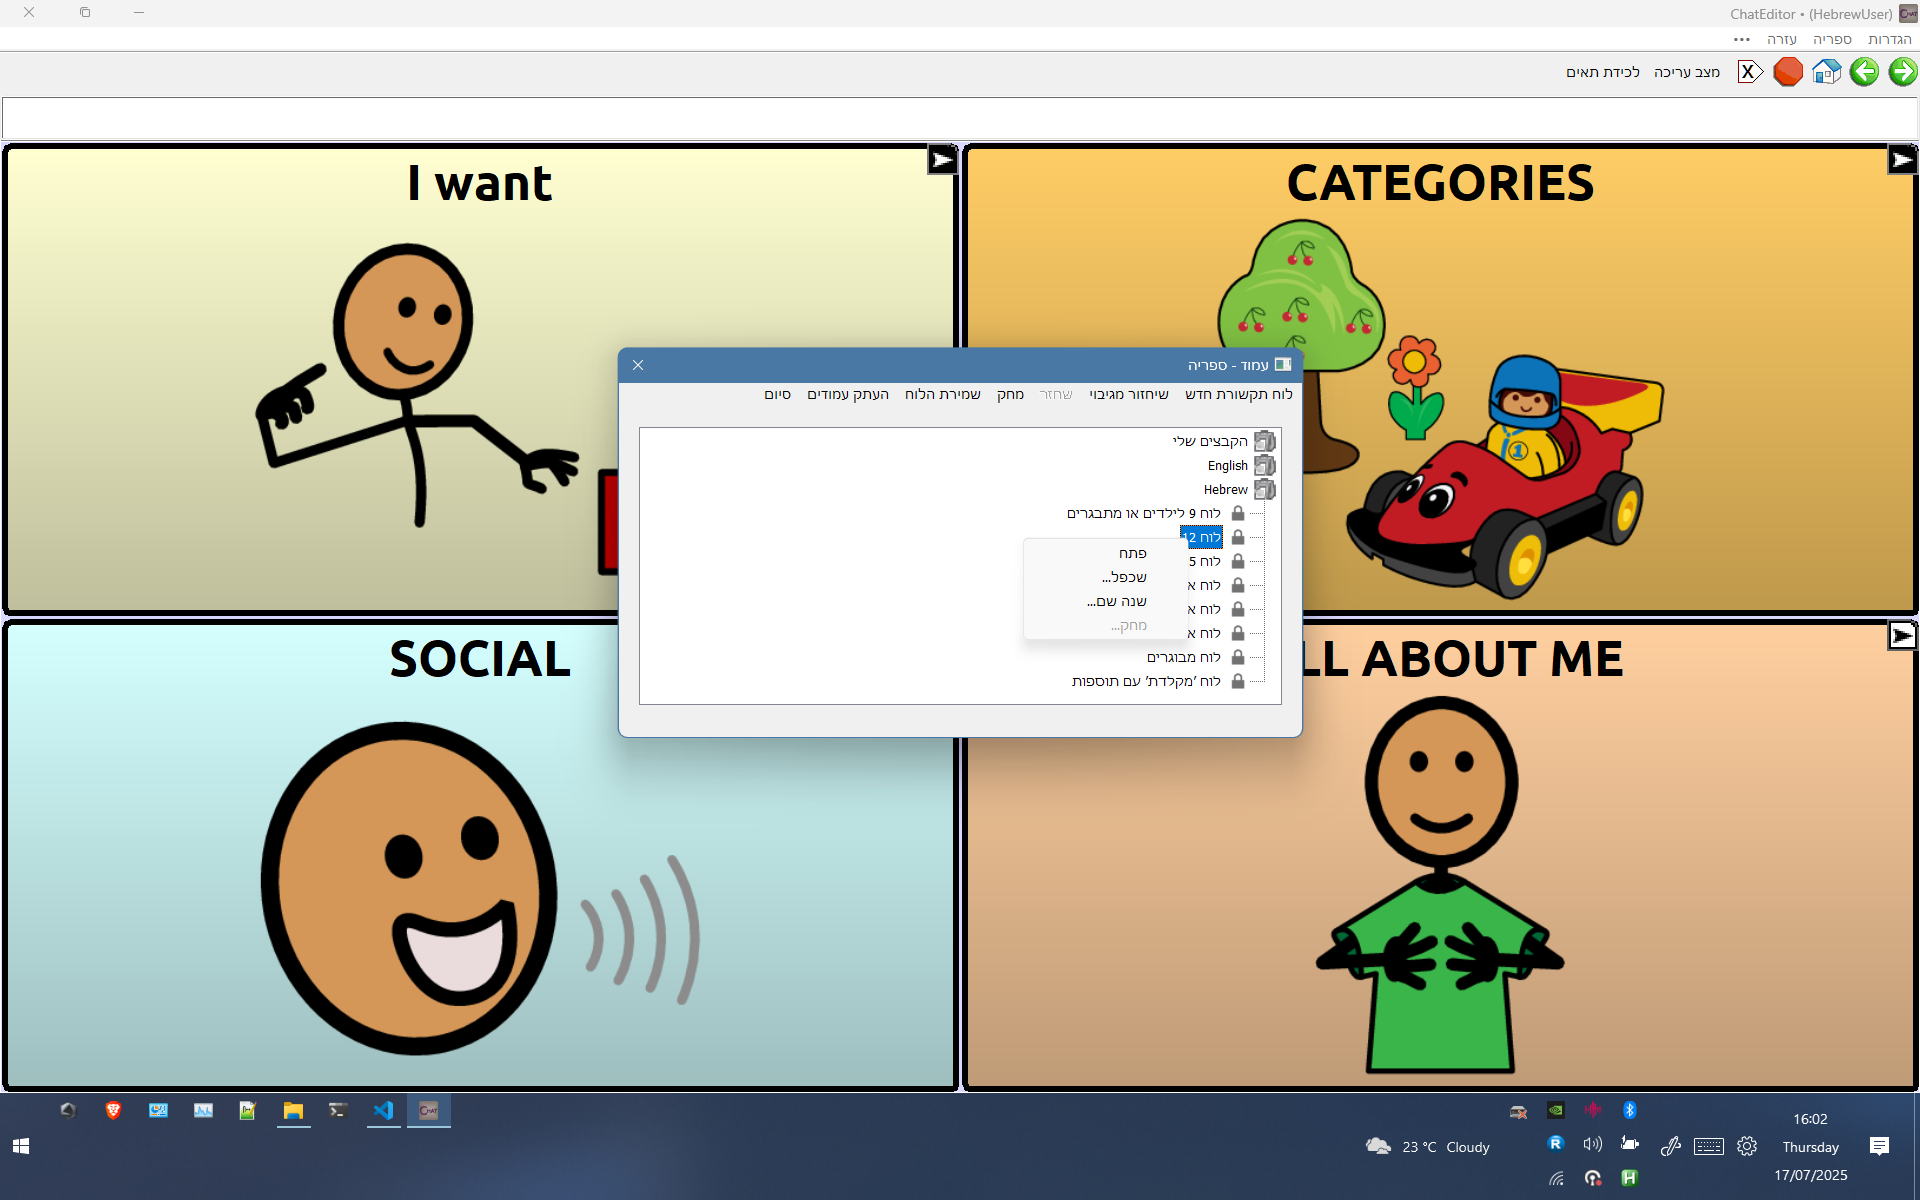 ChatEditor • (HebrewUser)
הגדרות ספריה עזרה •••
מצב עריכה לכידת תאים
I want
CATEGORIES
SOCIAL
LL ABOUT ME
עמוד - ספריה
לוח תקשורת חדש שיחזור מגיבוי שחזר מחק שמירת הלוח העתק עמודים סיום
הקבצים שלי
English
Hebrew
לוח 9 לילדים או מתבגרים
לוח 12
לוח 5
לוח א
לוח א
לוח א
לוח מבוגרים
לוח 'מקלדת' עם תוספות
פתח
שכפל...
שנה שם...
מחק...
1
CHAT
23 °C Cloudy
16:02
Thursday
17/07/2025